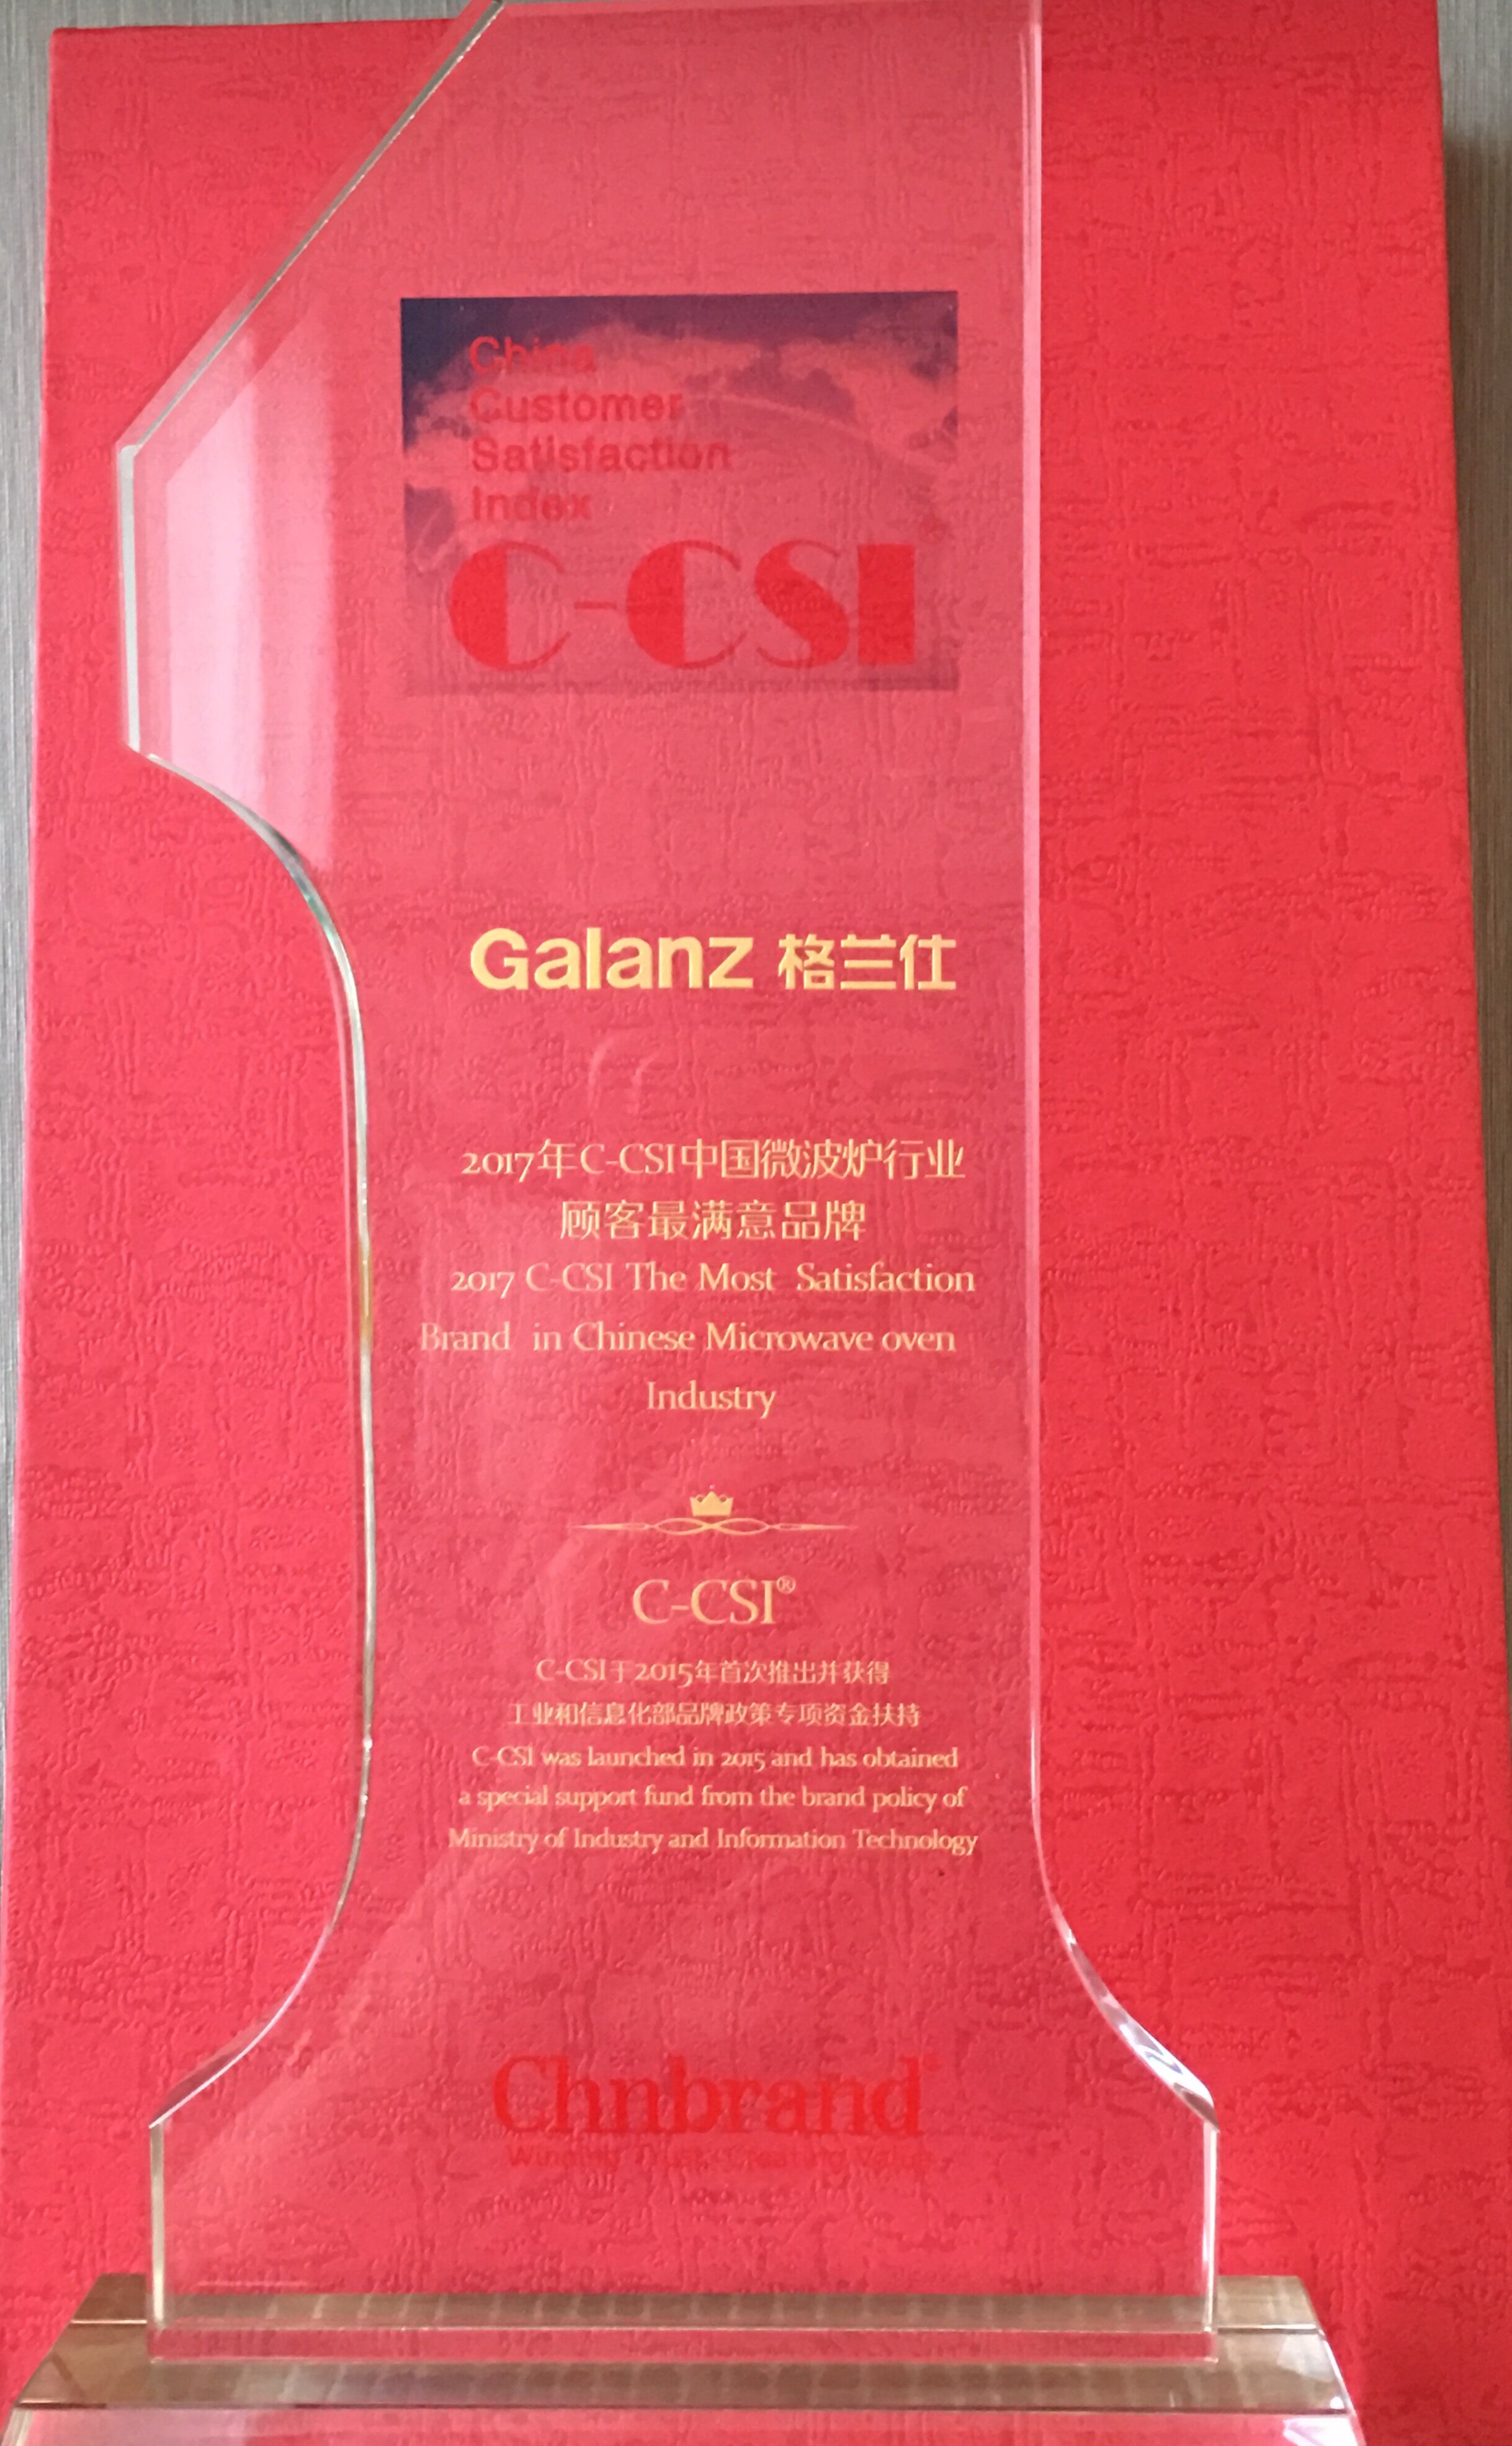 China
Customer
Satisfaction
Index
C-CSI
Galanz 格兰仕
2017年C-CSI中国微波炉行业
顾客最满意品牌
2017 C-CSI The Most Satisfaction
Brand in Chinese Microwave oven
Industry
C-CSI®
C-CSI于2015年首次推出并获得
工业和信息化部品牌政策专项资金扶持
C-CSI was launched in 2015 and has obtained
a special support fund from the brand policy of
Ministry of Industry and Information Technology
Chnbrand
Winning Trust, Creating Value